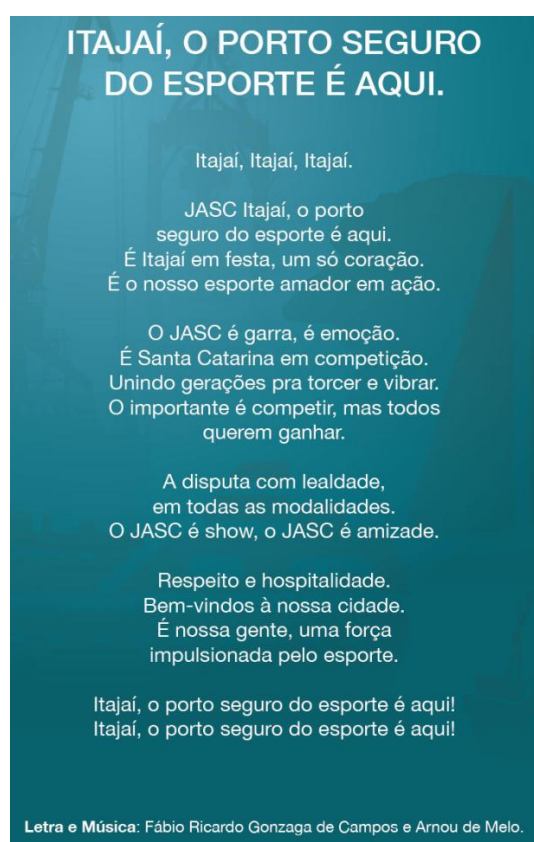 ITAJAÍ, O PORTO SEGURO
DO ESPORTE É AQUI.
Itajaí, Itajaí, Itajaí.
JASC Itajaí, o porto
seguro do esporte é aqui.
É Itajaí em festa, um só coração.
É o nosso esporte amador em ação.
O JASC é garra, é emoção.
É Santa Catarina em competição.
Unindo gerações pra torcer e vibrar.
O importante é competir, mas todos
querem ganhar.
A disputa com lealdade,
em todas as modalidades.
O JASC é show, o JASC é amizade.
Respeito e hospitalidade.
Bem-vindos à nossa cidade.
É nossa gente, uma força
impulsionada pelo esporte.
Itajaí, o porto seguro do esporte é aqui!
Itajaí, o porto seguro do esporte é aqui!
Letra e Música: Fábio Ricardo Gonzaga de Campos e Arnou de Melo.